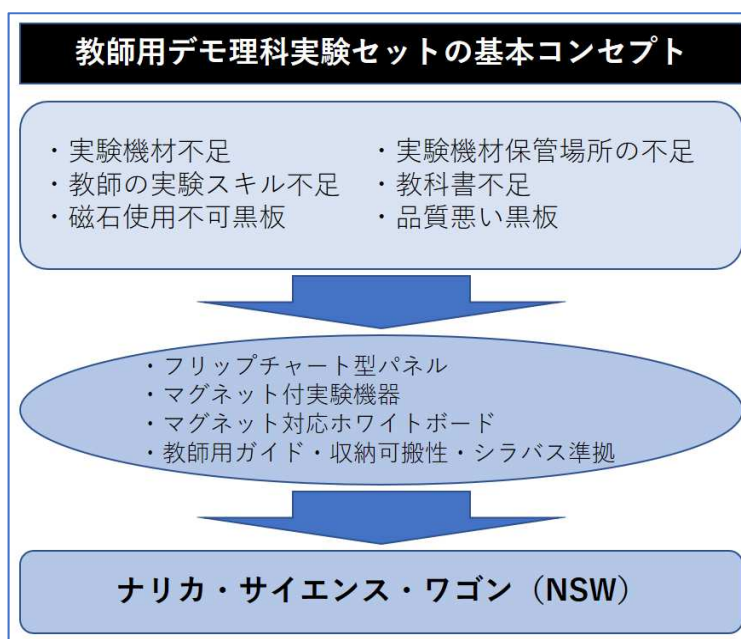 教師用デモ理科実験セットの基本コンセプト
・実験機材不足
・教師の実験スキル不足
・磁石使用不可黒板
・実験機材保管場所の不足
・教科書不足
・品質悪い黒板
・フリップチャート型パネル
・マグネット付実験機器
・マグネット対応ホワイトボード
・教師用ガイド・収納可搬性・シラバス準拠
ナリカ・サイエンス・ワゴン（NSW）